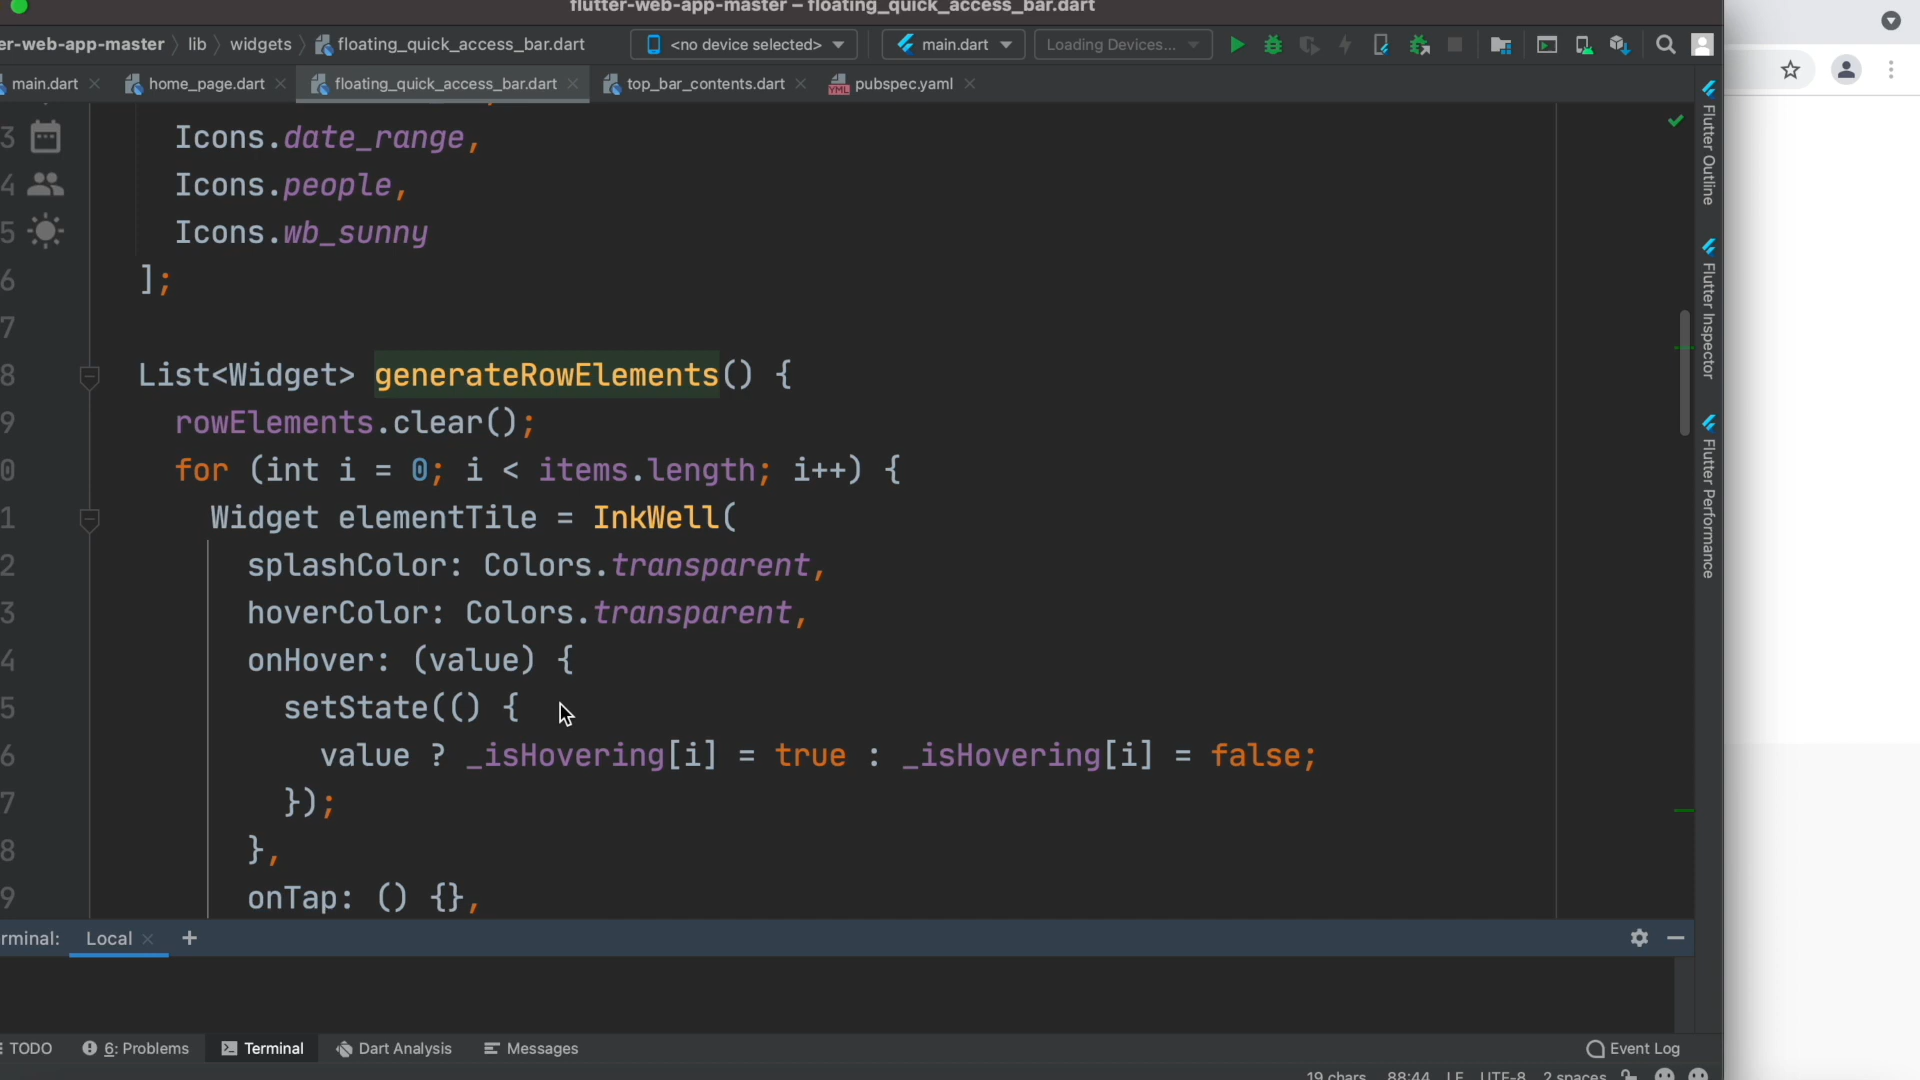 flutter-web-app-master – floating_quick_access_bar.dart
er-web-app-master lib widgets floating_quick_access_bar.dart <no device selected> main.dart Loading Devices...
main.dart home_page.dart floating_quick_access_bar.dart top_bar_contents.dart pubspec.yaml
3 Icons.date_range,
4 Icons.people,
5 Icons.wb_sunny
6 ];
7
8 List<Widget> generateRowElements() {
9 rowElements.clear();
0 for (int i = 0; i < items.length; i++) {
1 Widget elementTile = InkWell(
2 splashColor: Colors.transparent,
3 hoverColor: Colors.transparent,
4 onHover: (value) {
5 setState(() {
6 value ? _isHovering[i] = true : _isHovering[i] = false;
7 });
8 },
9 onTap: () {},
Flutter Outline
Flutter Inspector
Flutter Performance
rminal: Local +
TODO 6: Problems Terminal Dart Analysis Messages Event Log
19 chars 88:44 LF UTF-8 2 spaces